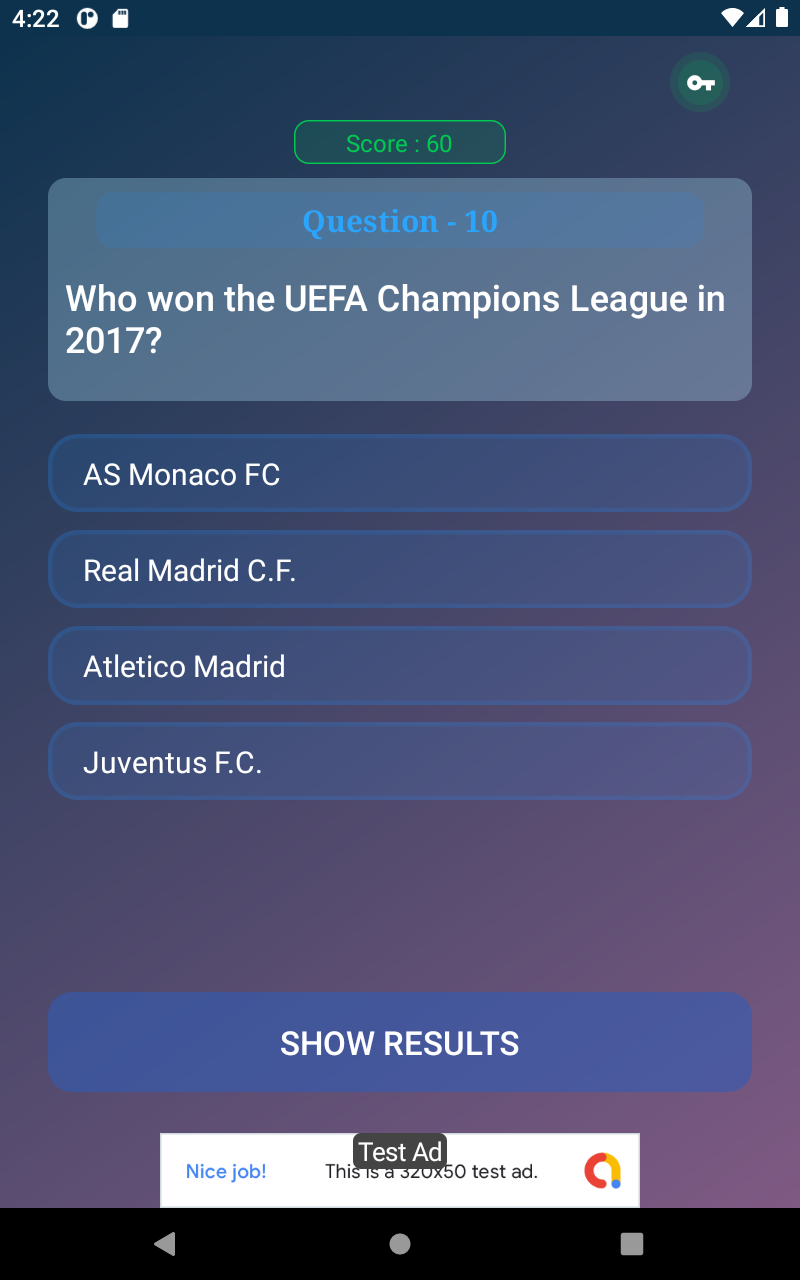 4:22
Score : 60
Question - 10
Who won the UEFA Champions League in
2017?
AS Monaco FC
Real Madrid C.F.
Atletico Madrid
Juventus F.C.
SHOW RESULTS
Test Ad
Nice job! This is a 320x50 test ad.